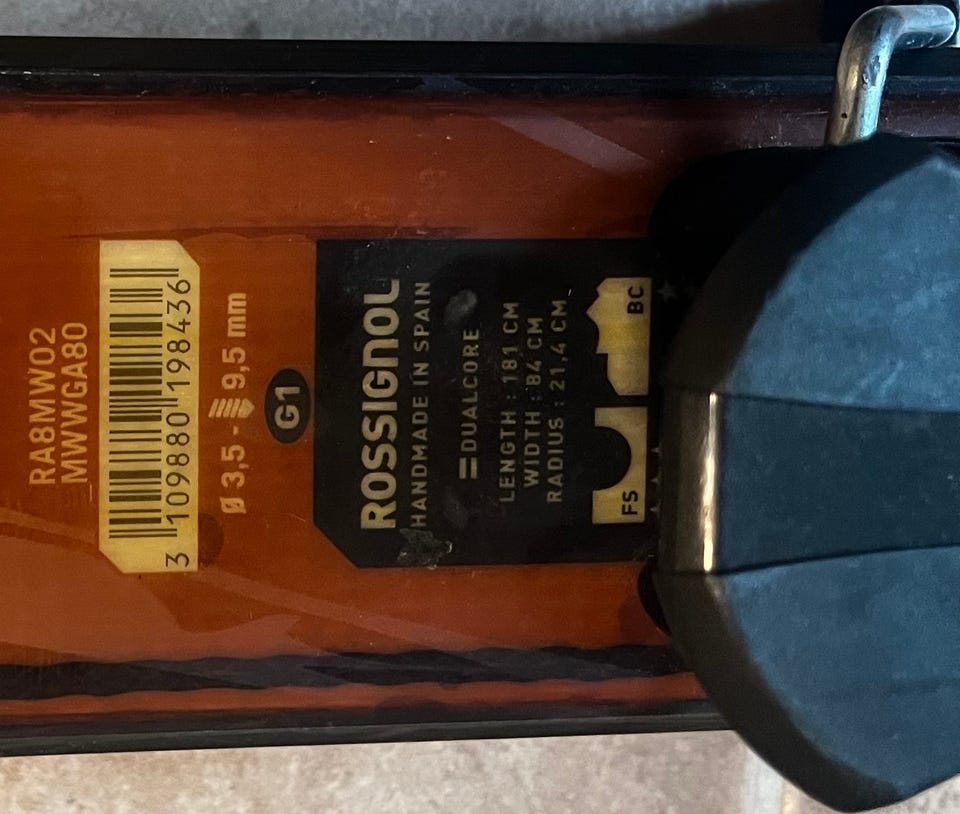 RA8MW02
MWWGA80
3 109880 198436
Ø 3,5 - 9,5 mm
G1
ROSSIGNOL
HANDMADE IN SPAIN
DUALCORE
LENGTH : 181 CM
WIDTH : 84 CM
RADIUS : 21,4 CM
FS BC